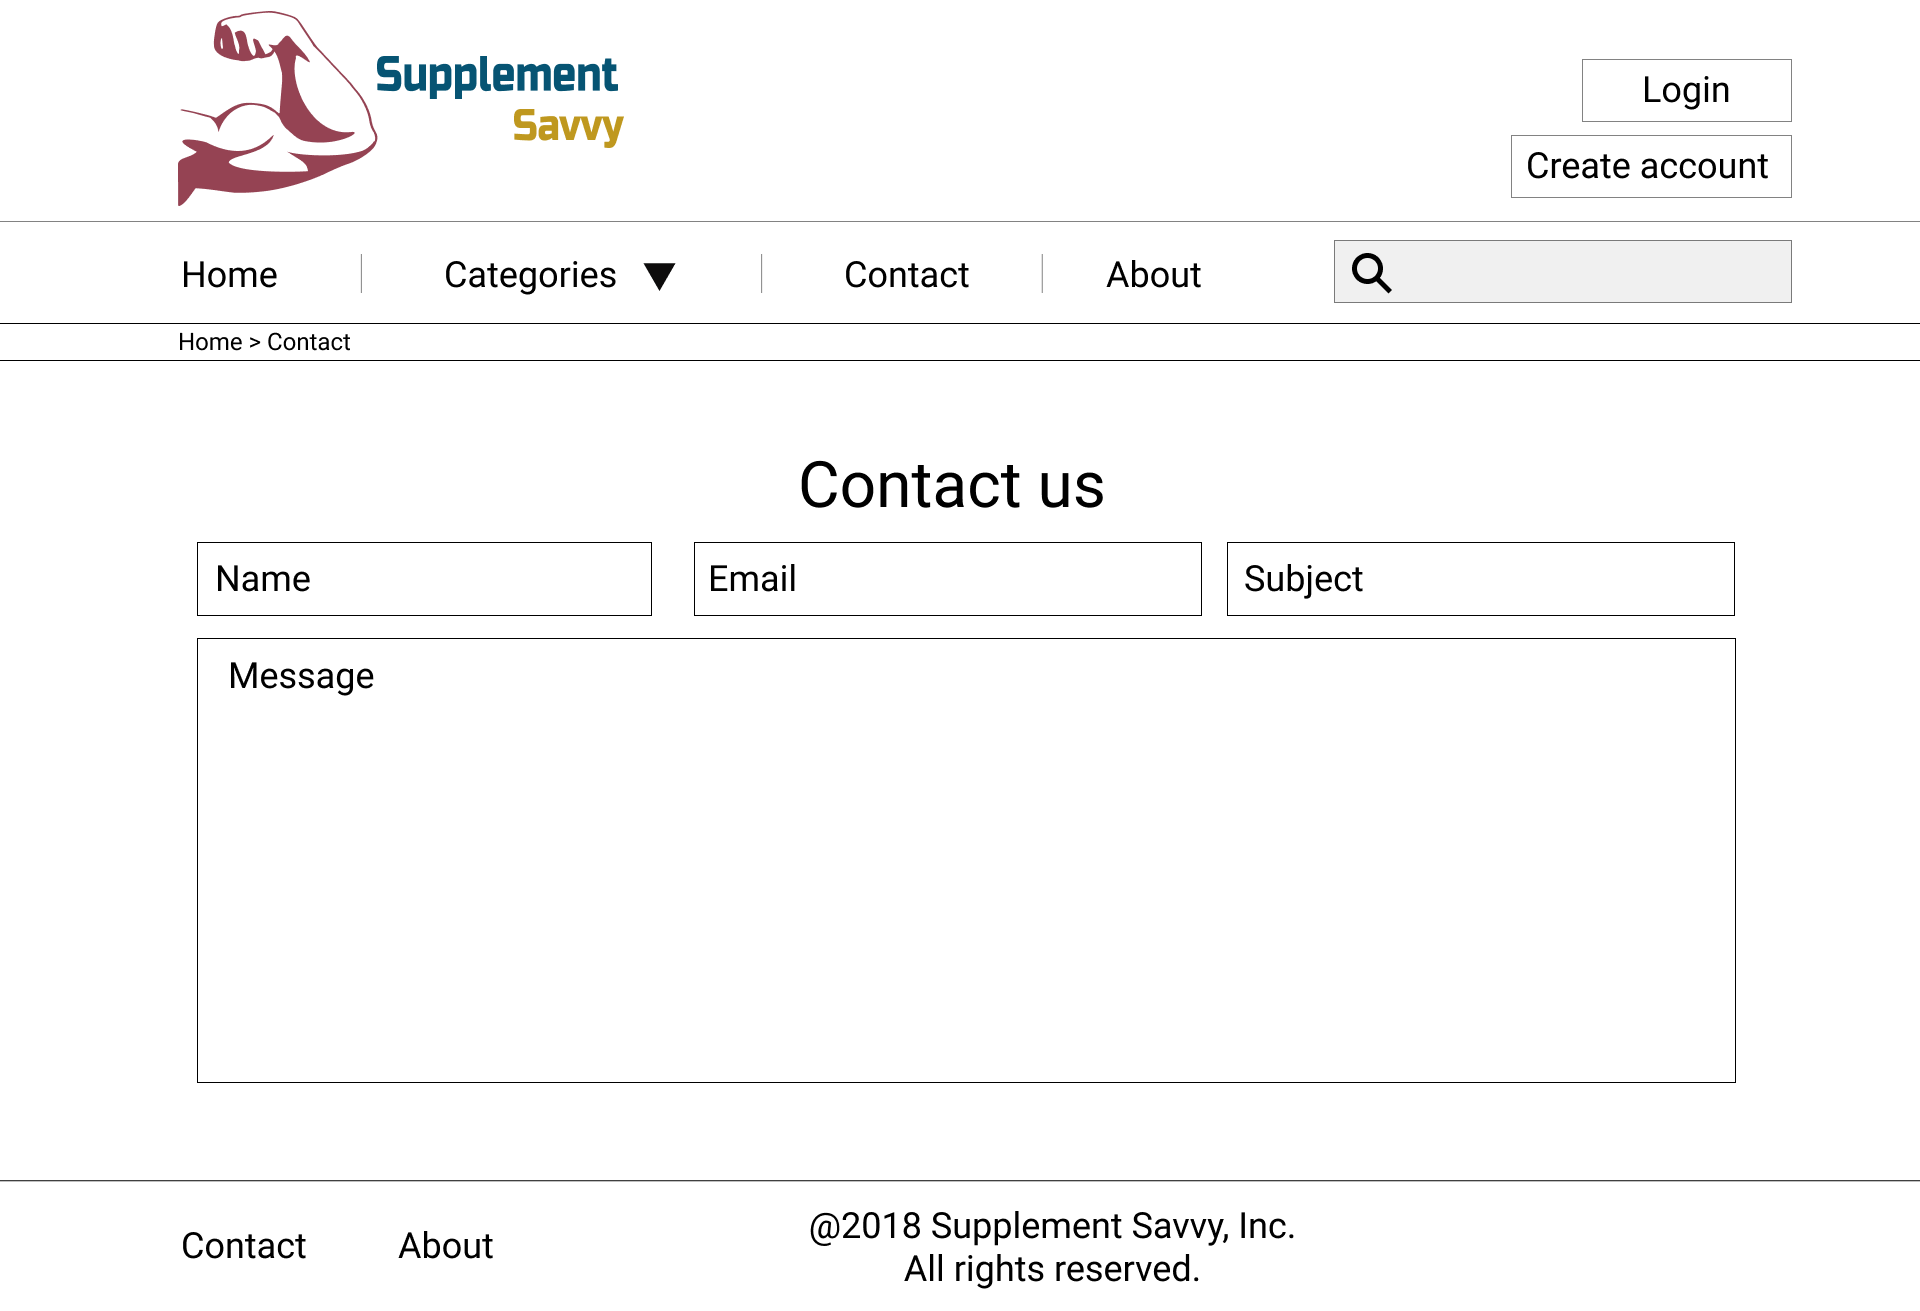 Supplement
Savvy
Login
Create account
Home
Categories
Contact
About
Home > Contact
Contact us
Name
Email
Subject
Message
Contact
About
@2018 Supplement Savvy, Inc.
All rights reserved.